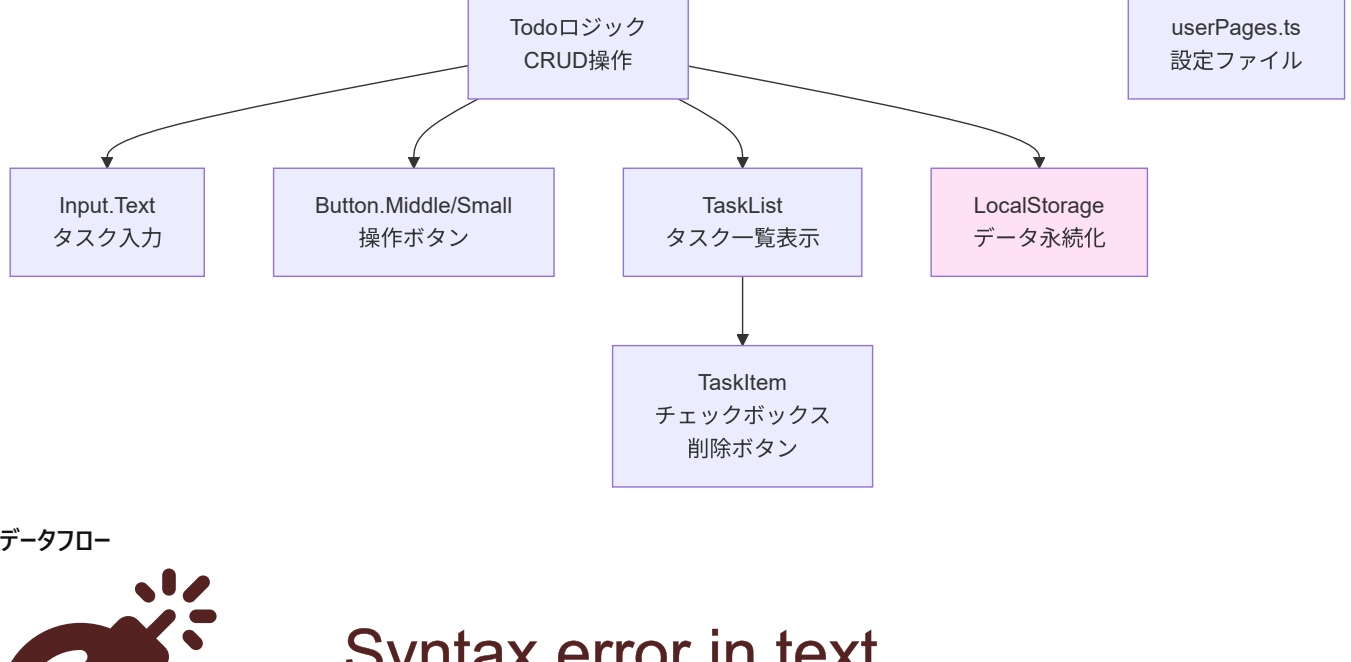 Todoロジック
CRUD操作
userPages.ts
設定ファイル
Input.Text
タスク入力
Button.Middle/Small
操作ボタン
TaskList
タスク一覧表示
LocalStorage
データ永続化
TaskItem
チェックボックス
削除ボタン
データフロー
Syntax error in text